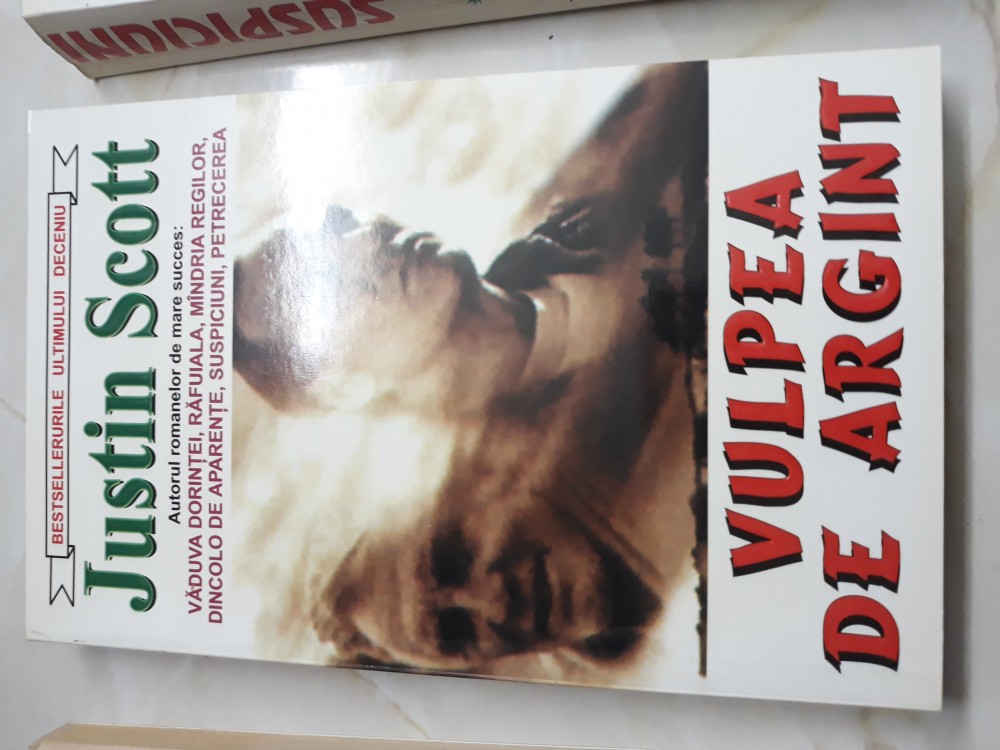 SUSPICIUNI
BESTSELLERURILE ULTIMULUI DECENIU
Justin Scott
Autorul romanelor de mare succes:
VĂDUVA DORINȚEI, RĂFUIALA, MÎNDRIA REGILOR,
DINCOLO DE APARENȚE, SUSPICIUNI, PETRECEREA
VULPEA
DE ARGINT